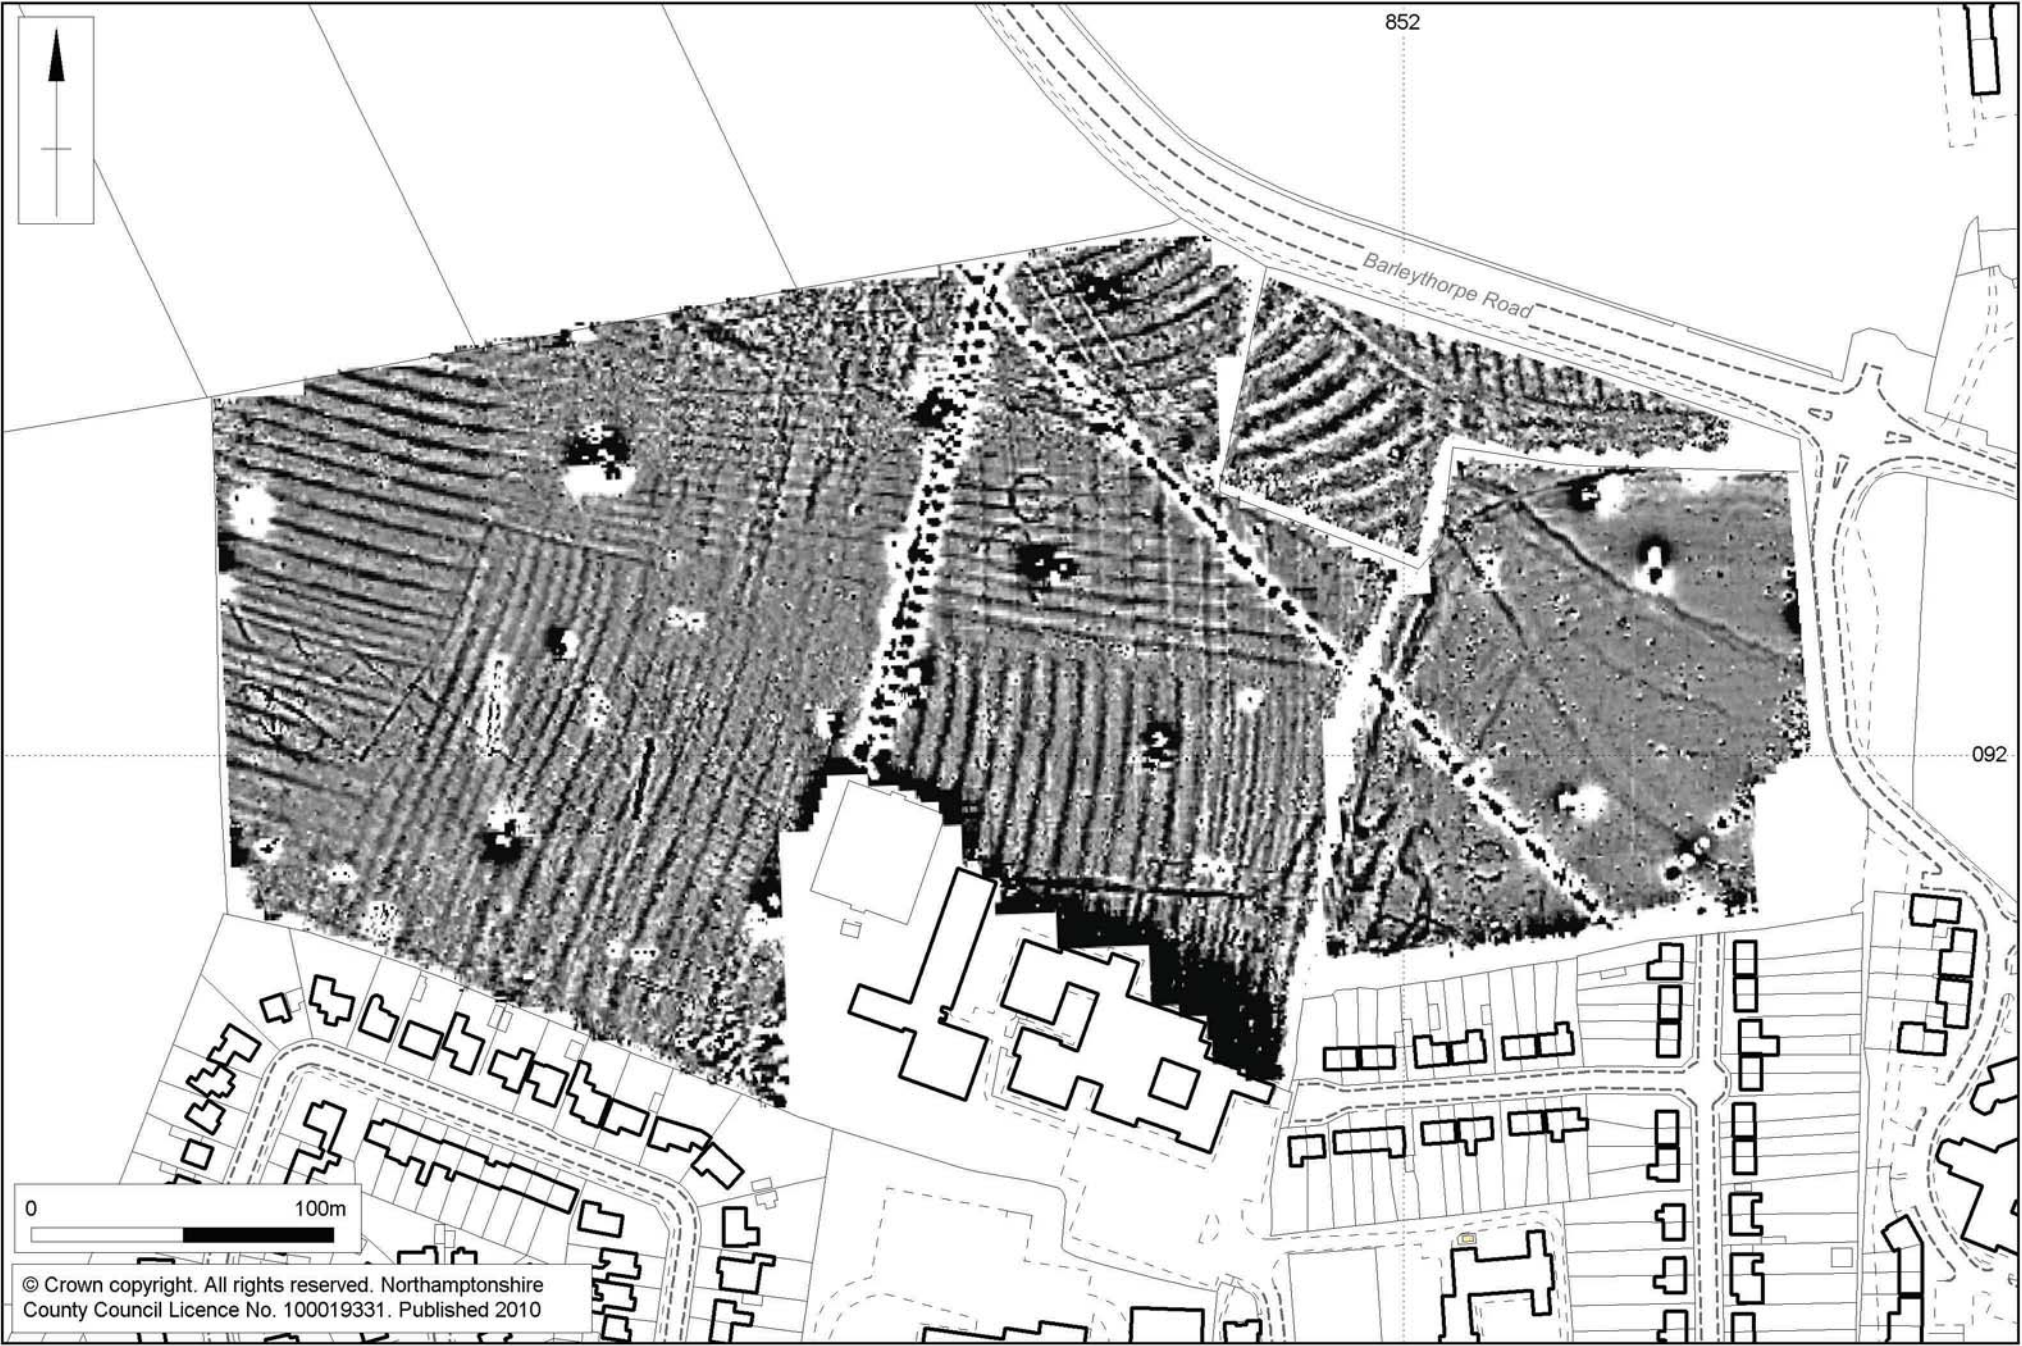 852
Barleythorpe Road
092
0 100m
© Crown copyright. All rights reserved. Northamptonshire
County Council Licence No. 100019331. Published 2010